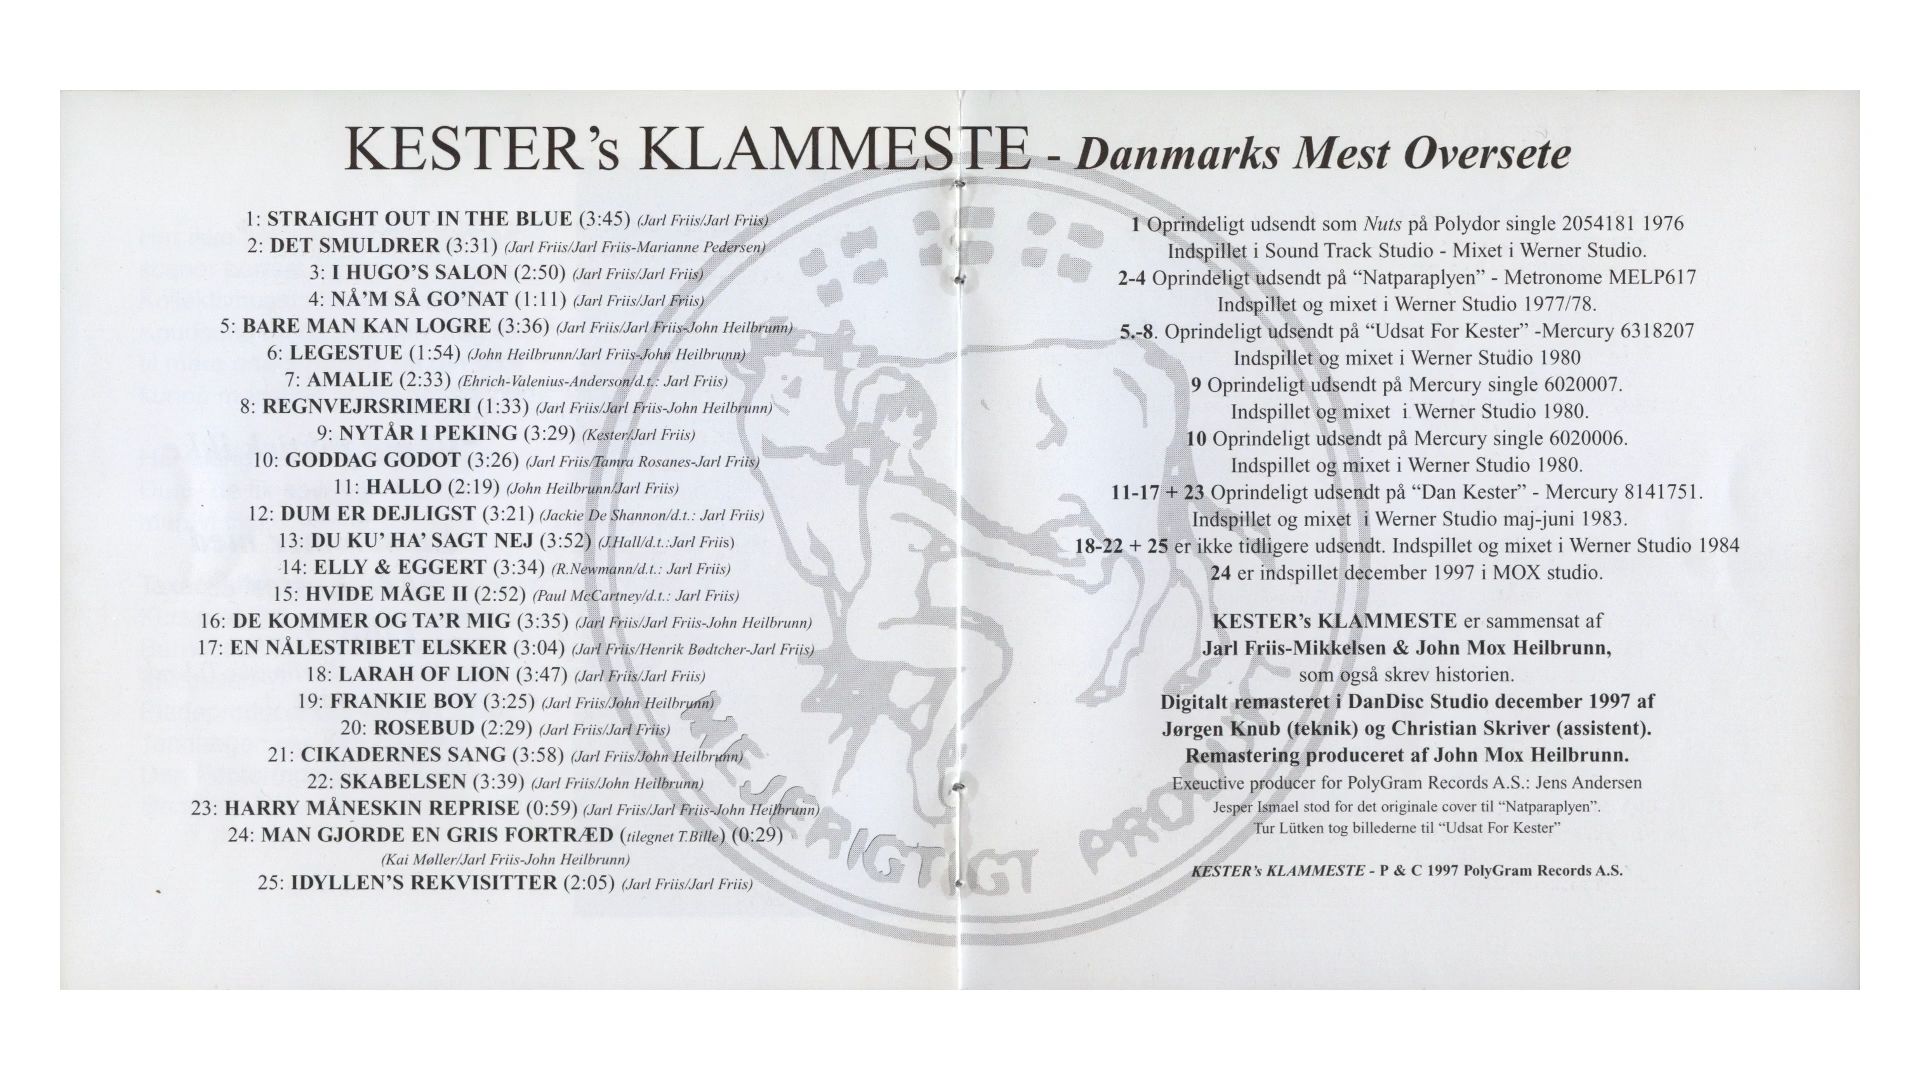 KESTER’s KLAMMESTE - Danmarks Mest Oversete
1: STRAIGHT OUT IN THE BLUE (3:45) (Jarl Friis/Jarl Friis)
2: DET SMULDRER (3:31) (Jarl Friis/Jarl Friis-Marianne Pedersen)
3: I HUGO’S SALON (2:50) (Jarl Friis/Jarl Friis)
4: NÅ’M SÅ GO’NAT (1:11) (Jarl Friis/Jarl Friis)
5: BARE MAN KAN LOGRE (3:36) (Jarl Friis/Jarl Friis-John Heilbrunn)
6: LEGESTUE (1:54) (John Heilbrunn/Jarl Friis-John Heilbrunn)
7: AMALIE (2:33) (Ehrich-Valenius-Anderson/d.t.: Jarl Friis)
8: REGNVEJRSRIMERI (1:33) (Jarl Friis/Jarl Friis-John Heilbrunn)
9: NYTÅR I PEKING (3:29) (Kester/Jarl Friis)
10: GODDAG GODOT (3:26) (Jarl Friis/Tamra Rosanes-Jarl Friis)
11: HALLO (2:19) (John Heilbrunn/Jarl Friis)
12: DUM ER DEJLIGST (3:21) (Jackie De Shannon/d.t.: Jarl Friis)
13: DU KU’ HA’ SAGT NEJ (3:52) (J.Hall/d.t.:Jarl Friis)
14: ELLY & EGGERT (3:34) (R.Newmann/d.t.: Jarl Friis)
15: HVIDE MÅGE II (2:52) (Paul McCartney/d.t.: Jarl Friis)
16: DE KOMMER OG TA’R MIG (3:35) (Jarl Friis/Jarl Friis-John Heilbrunn)
17: EN NÅLESTRIBET ELSKER (3:04) (Jarl Friis/Henrik Bødtcher-Jarl Friis)
18: LARAH OF LION (3:47) (Jarl Friis/Jarl Friis)
19: FRANKIE BOY (3:25) (Jarl Friis/John Heilbrunn)
20: ROSEBUD (2:29) (Jarl Friis/Jarl Friis)
21: CIKADERNES SANG (3:58) (Jarl Friis/John Heilbrunn)
22: SKABELSEN (3:39) (Jarl Friis/John Heilbrunn)
23: HARRY MÅNESKIN REPRISE (0:59) (Jarl Friis/Jarl Friis-John Heilbrunn)
24: MAN GJORDE EN GRIS FORTRÆD (tilegnet T.Bille) (0:29)
(Kai Møller/Jarl Friis-John Heilbrunn)
25: IDYLLEN’S REKVISITTER (2:05) (Jarl Friis/Jarl Friis)
1 Oprindeligt udsendt som Nuts på Polydor single 2054181 1976
Indspillet i Sound Track Studio - Mixet i Werner Studio.
2-4 Oprindeligt udsendt på “Natparaplyen” - Metronome MELP617
Indspillet og mixet i Werner Studio 1977/78.
5.-8. Oprindeligt udsendt på “Udsat For Kester” -Mercury 6318207
Indspillet og mixet i Werner Studio 1980
9 Oprindeligt udsendt på Mercury single 6020007.
Indspillet og mixet i Werner Studio 1980.
10 Oprindeligt udsendt på Mercury single 6020006.
Indspillet og mixet i Werner Studio 1980.
11-17 + 23 Oprindeligt udsendt på “Dan Kester” - Mercury 8141751.
Indspillet og mixet i Werner Studio maj-juni 1983.
18-22 + 25 er ikke tidligere udsendt. Indspillet og mixet i Werner Studio 1984
24 er indspillet december 1997 i MOX studio.
KESTER’s KLAMMESTE er sammensat af
Jarl Friis-Mikkelsen & John Mox Heilbrunn,
som også skrev historien.
Digitalt remasteret i DanDisc Studio december 1997 af
Jørgen Knub (teknik) og Christian Skriver (assistent).
Remastering produceret af John Mox Heilbrunn.
Exeuctive producer for PolyGram Records A.S.: Jens Andersen
Jesper Ismael stod for det originale cover til “Natparaplyen”.
Tur Lütken tog billederne til “Udsat For Kester”
KESTER’s KLAMMESTE - P & C 1997 PolyGram Records A.S.
MEJERIGTIGT PRODUKT